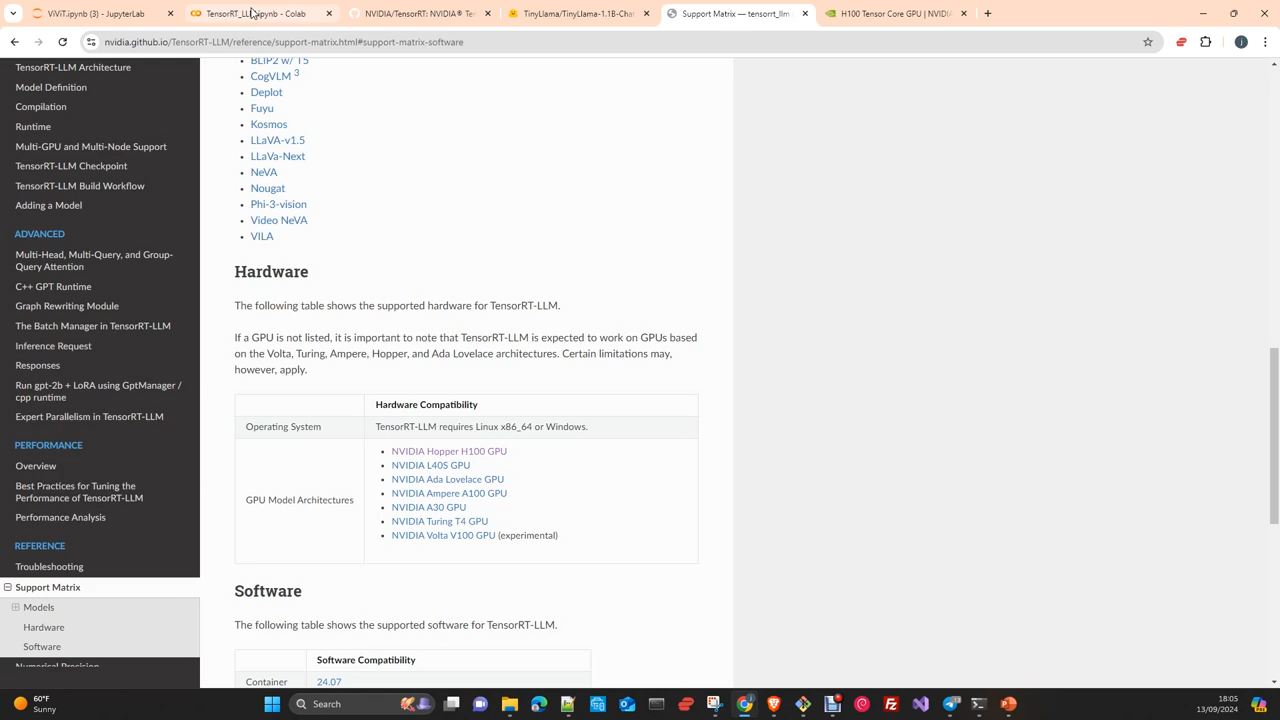 ViViT.ipynb (5) - JupyterLab
TensorRT_LLM.ipynb - Colab
NVIDIA/TensorRT: NVIDIA® Te
TinyLlama/TinyLlama-1.1B-Cha
Support Matrix — tensorrt_llm
H100 Tensor Core GPU | NVIDIA
nvidia.github.io/TensorRT-LLM/reference/support-matrix.html#support-matrix-software
TensorRT-LLM Architecture
Model Definition
Compilation
Runtime
Multi-GPU and Multi-Node Support
TensorRT-LLM Checkpoint
TensorRT-LLM Build Workflow
Adding a Model
ADVANCED
Multi-Head, Multi-Query, and Group-
Query Attention
C++ GPT Runtime
Graph Rewriting Module
The Batch Manager in TensorRT-LLM
Inference Request
Responses
Run gpt-2b + LoRA using GptManager /
cpp runtime
Expert Parallelism in TensorRT-LLM
PERFORMANCE
Overview
Best Practices for Tuning the
Performance of TensorRT-LLM
Performance Analysis
REFERENCE
Troubleshooting
Support Matrix
Models
Hardware
Software
Numerical Precision
BLIP2 w/ T5
CogVLM 3
Deplot
Fuyu
Kosmos
LLaVA-v1.5
LLaVa-Next
NeVA
Nougat
Phi-3-vision
Video NeVA
VILA
Hardware
The following table shows the supported hardware for TensorRT-LLM.
If a GPU is not listed, it is important to note that TensorRT-LLM is expected to work on GPUs based
on the Volta, Turing, Ampere, Hopper, and Ada Lovelace architectures. Certain limitations may,
however, apply.
Hardware Compatibility
Operating System
TensorRT-LLM requires Linux x86_64 or Windows.
GPU Model Architectures
NVIDIA Hopper H100 GPU
NVIDIA L40S GPU
NVIDIA Ada Lovelace GPU
NVIDIA Ampere A100 GPU
NVIDIA A30 GPU
NVIDIA Turing T4 GPU
NVIDIA Volta V100 GPU (experimental)
Software
The following table shows the supported software for TensorRT-LLM.
Software Compatibility
Container
24.07
60°F
Sunny
Search
18:05
13/09/2024